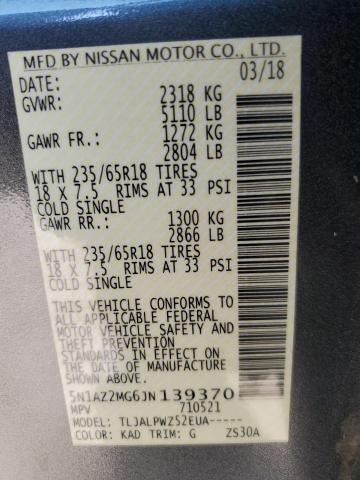 MFD BY NISSAN MOTOR CO., LTD.
DATE: 03/18
GVWR: 2318 KG
5110 LB
GAWR FR.: 1272 KG
2804 LB
WITH 235/65R18 TIRES
18 X 7.5 RIMS AT 33 PSI
COLD SINGLE
GAWR RR.: 1300 KG
2866 LB
WITH 235/65R18 TIRES
18 X 7.5 RIMS AT 33 PSI
COLD SINGLE
THIS VEHICLE CONFORMS TO
ALL APPLICABLE FEDERAL
MOTOR VEHICLE SAFETY AND
THEFT PREVENTION
STANDARDS IN EFFECT ON
THE DATE OF MANUFACTURE
SHOWN ABOVE.
5N1AZ2MG6JN139370
MPV 710521
MODEL: TLJALPWZ52EUA-----
COLOR: KAD TRIM: G ZS30A